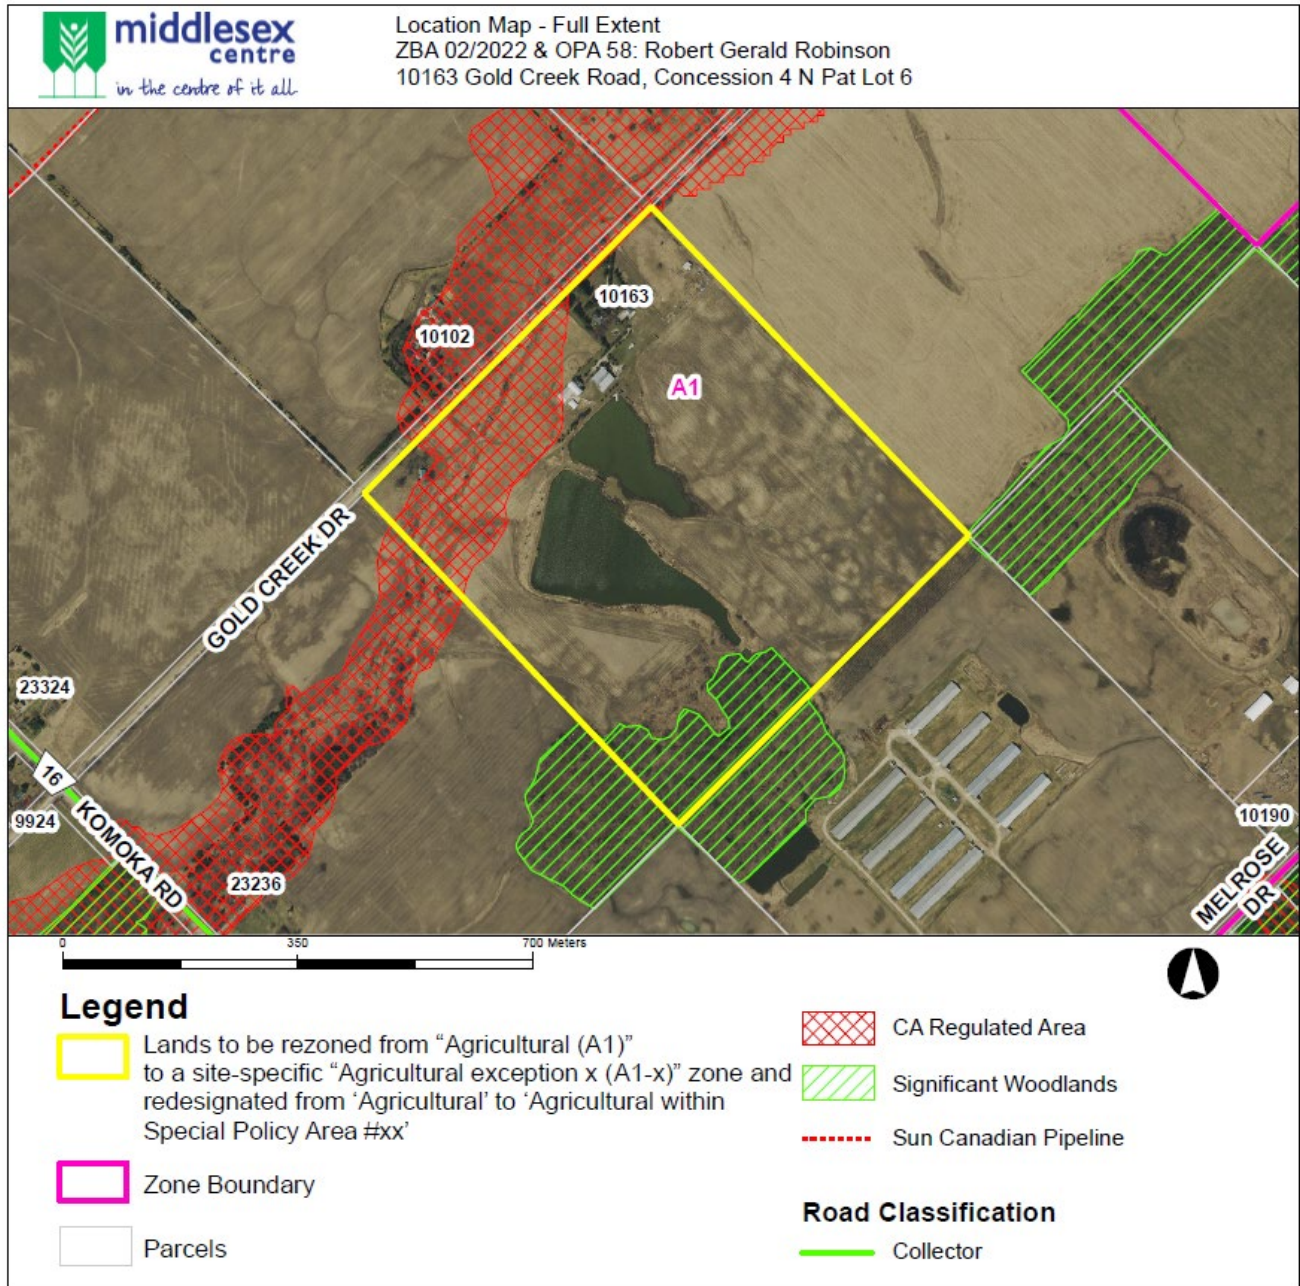 middlesex
centre
in the centre of it all
Location Map - Full Extent
ZBA 02/2022 & OPA 58: Robert Gerald Robinson
10163 Gold Creek Road, Concession 4 N Pat Lot 6
10163
10102
A1
GOLD CREEK DR
23324
16
KOMOKA RD
9924
23236
10190
MELROSE
DR
0 350 700 Meters
Legend
Lands to be rezoned from “Agricultural (A1)”
to a site-specific “Agricultural exception x (A1-x)” zone and
redesignated from ‘Agricultural’ to ‘Agricultural within
Special Policy Area #xx’
Zone Boundary
Parcels
CA Regulated Area
Significant Woodlands
Sun Canadian Pipeline
Road Classification
Collector